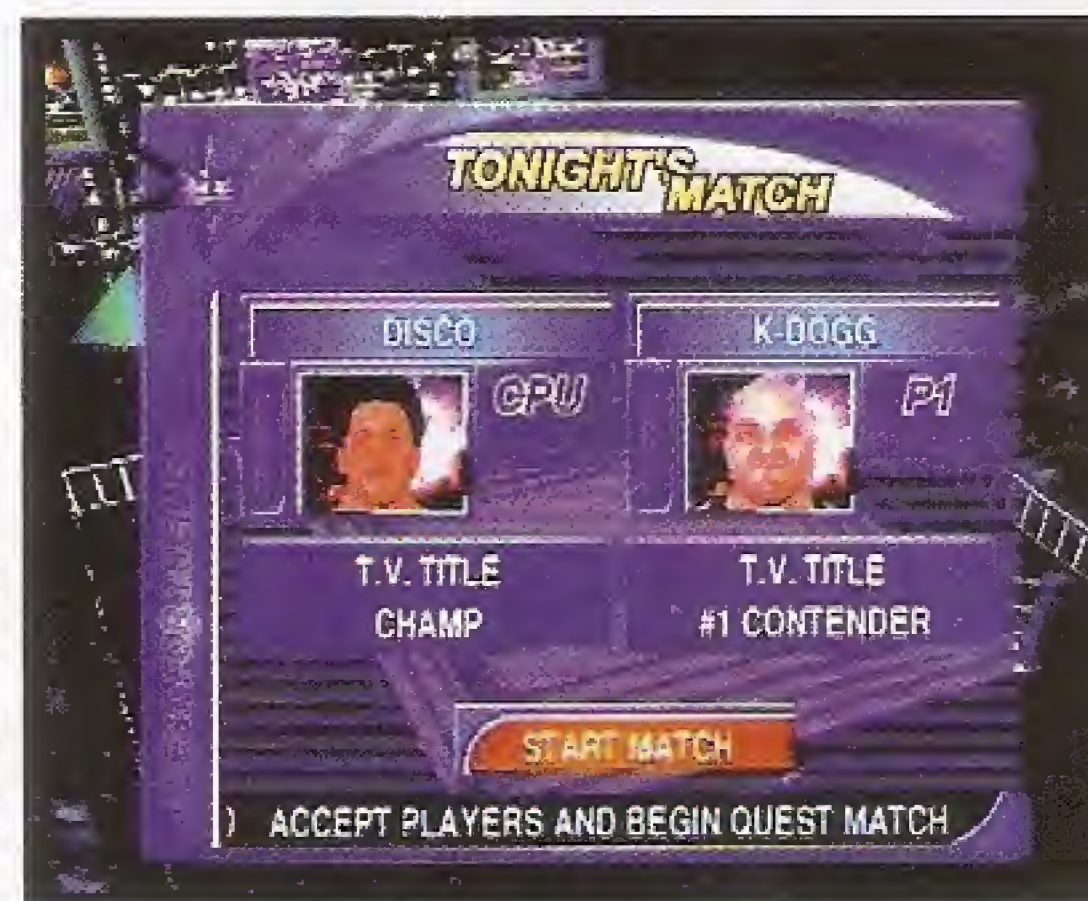 TONIGHT'S
MATCH
DISCO
K-DOGG
CPU
P1
T.V. TITLE
CHAMP
T.V. TITLE
#1 CONTENDER
START MATCH
) ACCEPT PLAYERS AND BEGIN QUEST MATCH